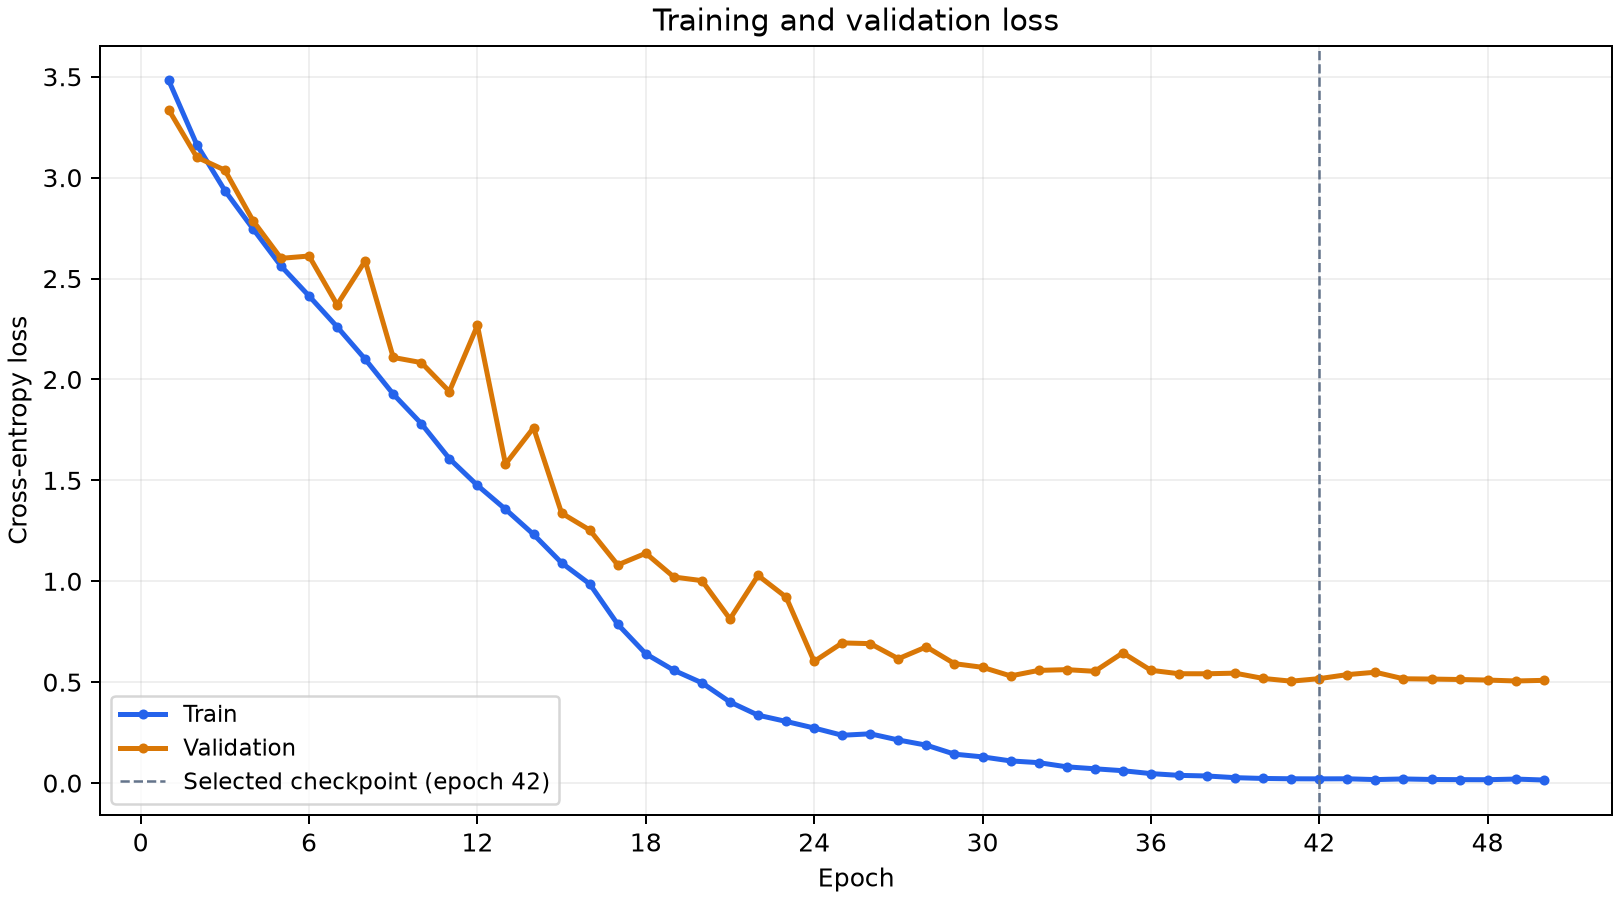 Training and validation loss
Cross-entropy loss
3.5
3.0
2.5
2.0
1.5
1.0
0.5
0.0
Train
Validation
Selected checkpoint (epoch 42)
0 6 12 18 24 30 36 42 48
Epoch